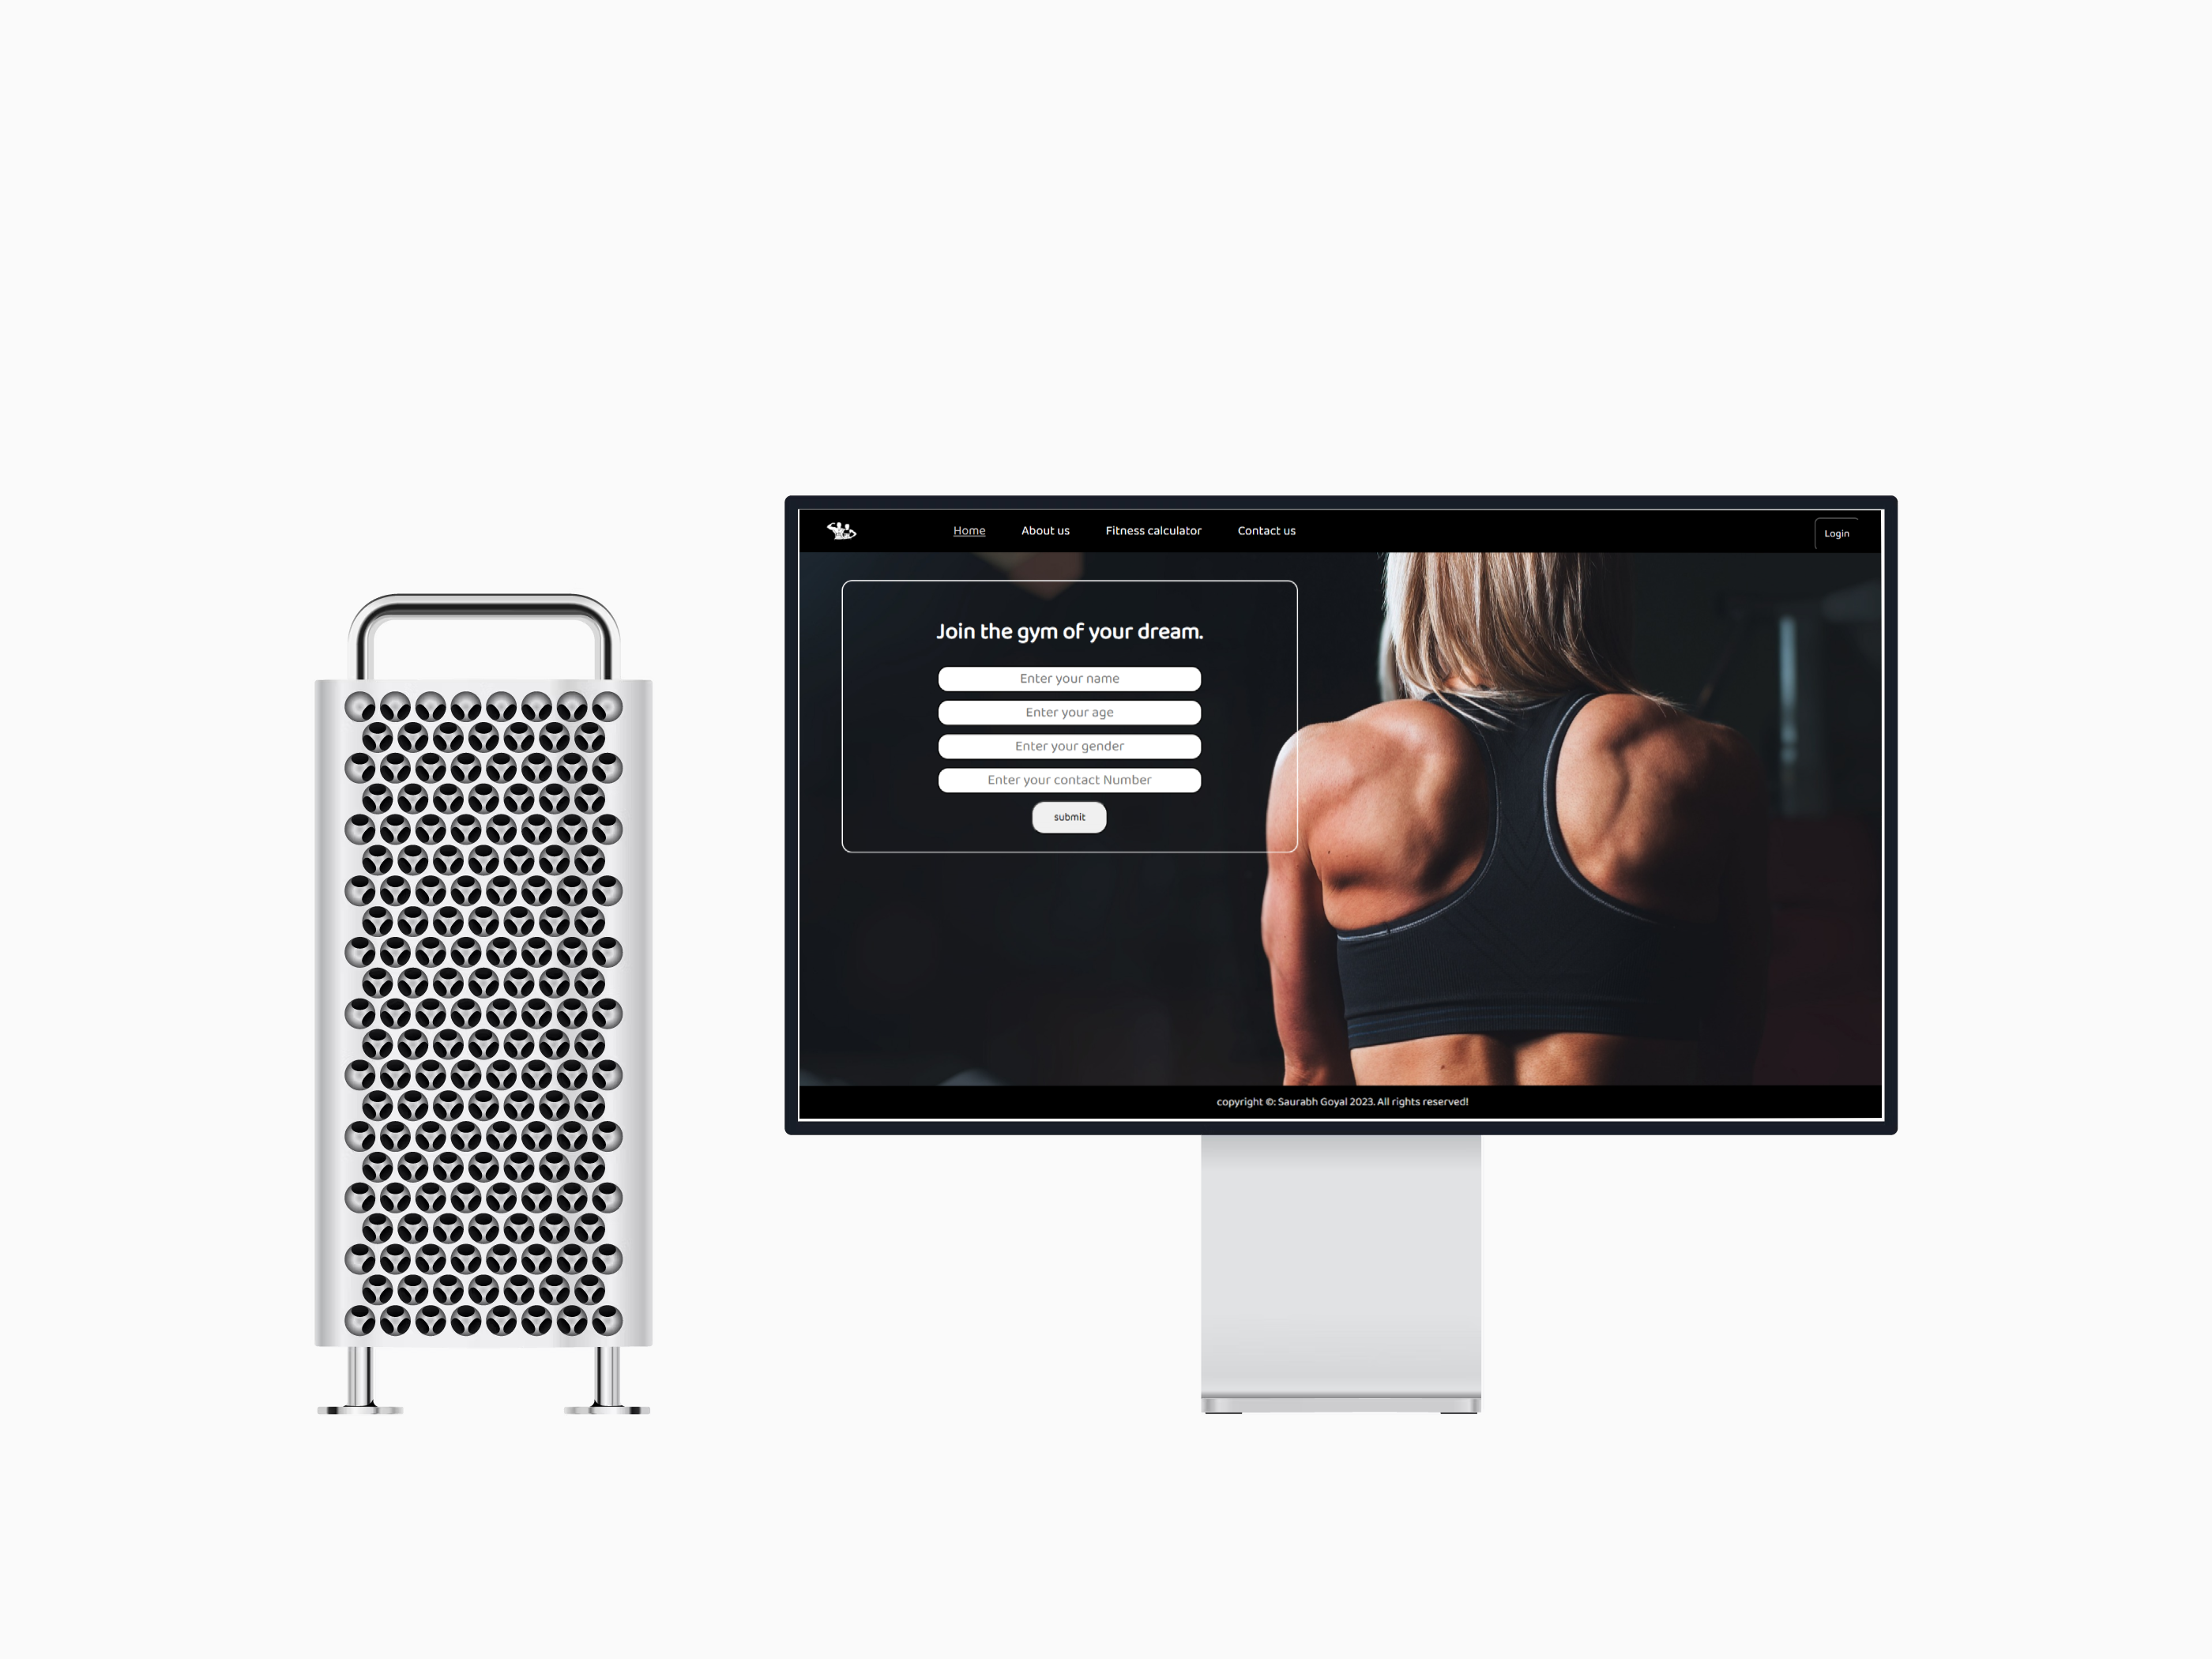 Home
About us
Fitness calculator
Contact us
Login
Join the gym of your dream.
Enter your name
Enter your age
Enter your gender
Enter your contact Number
submit
copyright ©: Saurabh Goyal 2023. All rights reserved!